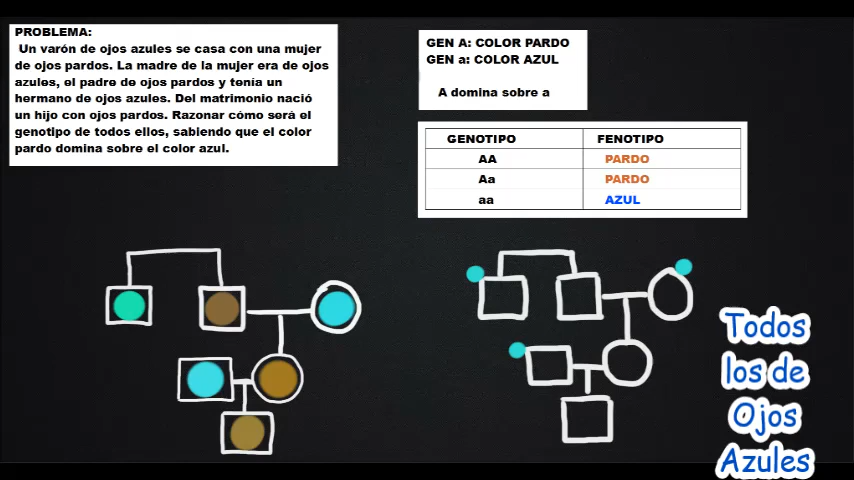 PROBLEMA:
Un varón de ojos azules se casa con una mujer
de ojos pardos. La madre de la mujer era de ojos
azules, el padre de ojos pardos y tenía un
hermano de ojos azules. Del matrimonio nació
un hijo con ojos pardos. Razonar cómo será el
genotipo de todos ellos, sabiendo que el color
pardo domina sobre el color azul.
GEN A: COLOR PARDO
GEN a: COLOR AZUL
A domina sobre a
GENOTIPO FENOTIPO
AA PARDO
Aa PARDO
aa AZUL
Todos
los de
Ojos
Azules